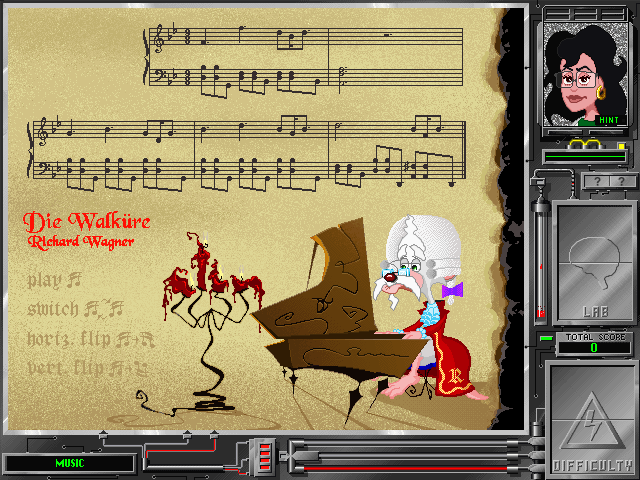 HINT
? ?
Die Walküre
Richard Wagner
play
switch
horiz. flip
vert. flip
R
LAB
TOTAL SCORE
0
MUSIC
DIFFICULTY